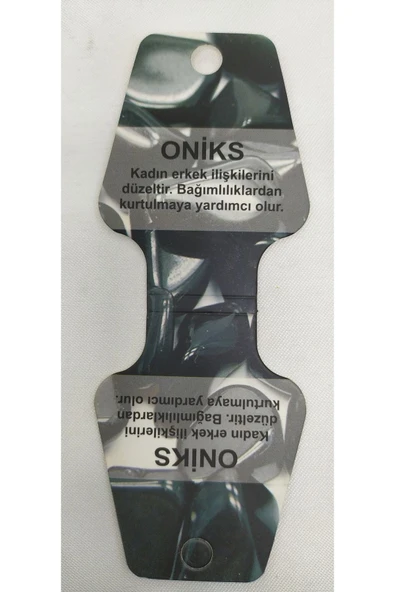 ONİKS
Kadın erkek ilişkilerini
düzeltir. Bağımlılıklardan
kurtulmaya yardımcı olur.
ONİKS
Kadın erkek ilişkilerini
düzeltir. Bağımlılıklardan
kurtulmaya yardımcı olur.